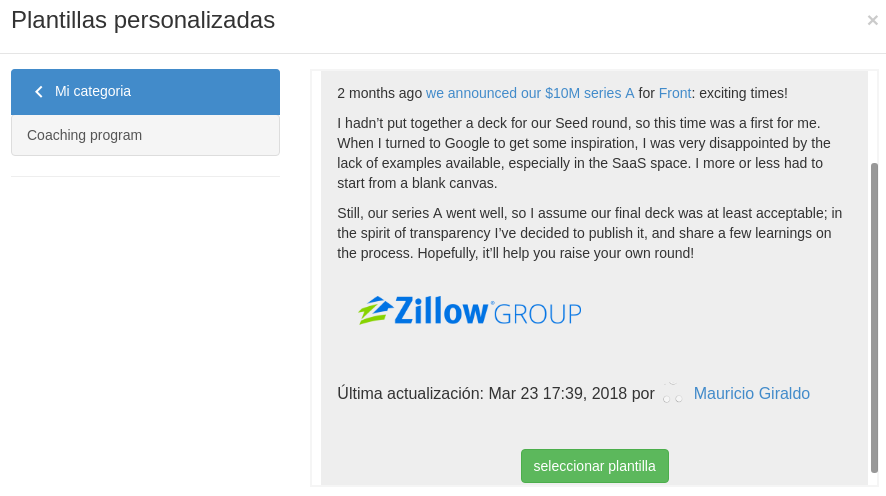 Plantillas personalizadas
×
Mi categoria
Coaching program
2 months ago we announced our $10M series A for Front: exciting times!
I hadn’t put together a deck for our Seed round, so this time was a first for me.
When I turned to Google to get some inspiration, I was very disappointed by the
lack of examples available, especially in the SaaS space. I more or less had to
start from a blank canvas.
Still, our series A went well, so I assume our final deck was at least acceptable; in
the spirit of transparency I’ve decided to publish it, and share a few learnings on
the process. Hopefully, it’ll help you raise your own round!
Zillow® GROUP
Última actualización: Mar 23 17:39, 2018 por Mauricio Giraldo
seleccionar plantilla